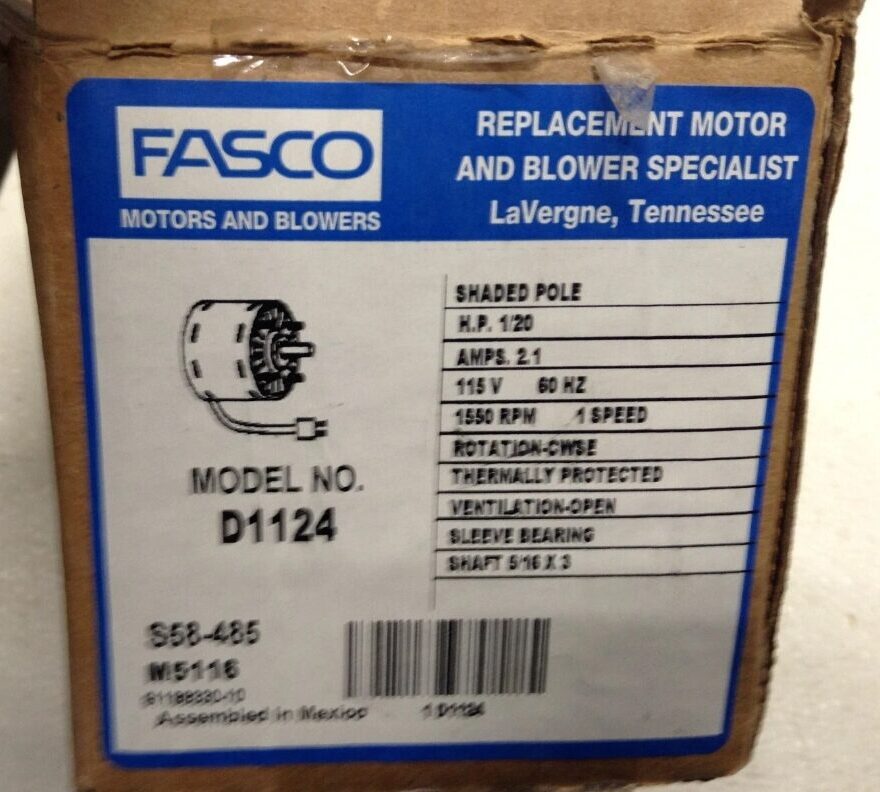 FASCO
MOTORS AND BLOWERS
REPLACEMENT MOTOR
AND BLOWER SPECIALIST
LaVergne, Tennessee
MODEL NO.
D1124
SHADED POLE
H.P. 1/20
AMPS. 2.1
115 V 60 HZ
1550 RPM 1 SPEED
ROTATION-CWSE
THERMALLY PROTECTED
VENTILATION-OPEN
SLEEVE BEARING
SHAFT 5/16 X 3
S58-485
M5116
Assembled in Mexico
1 D1124